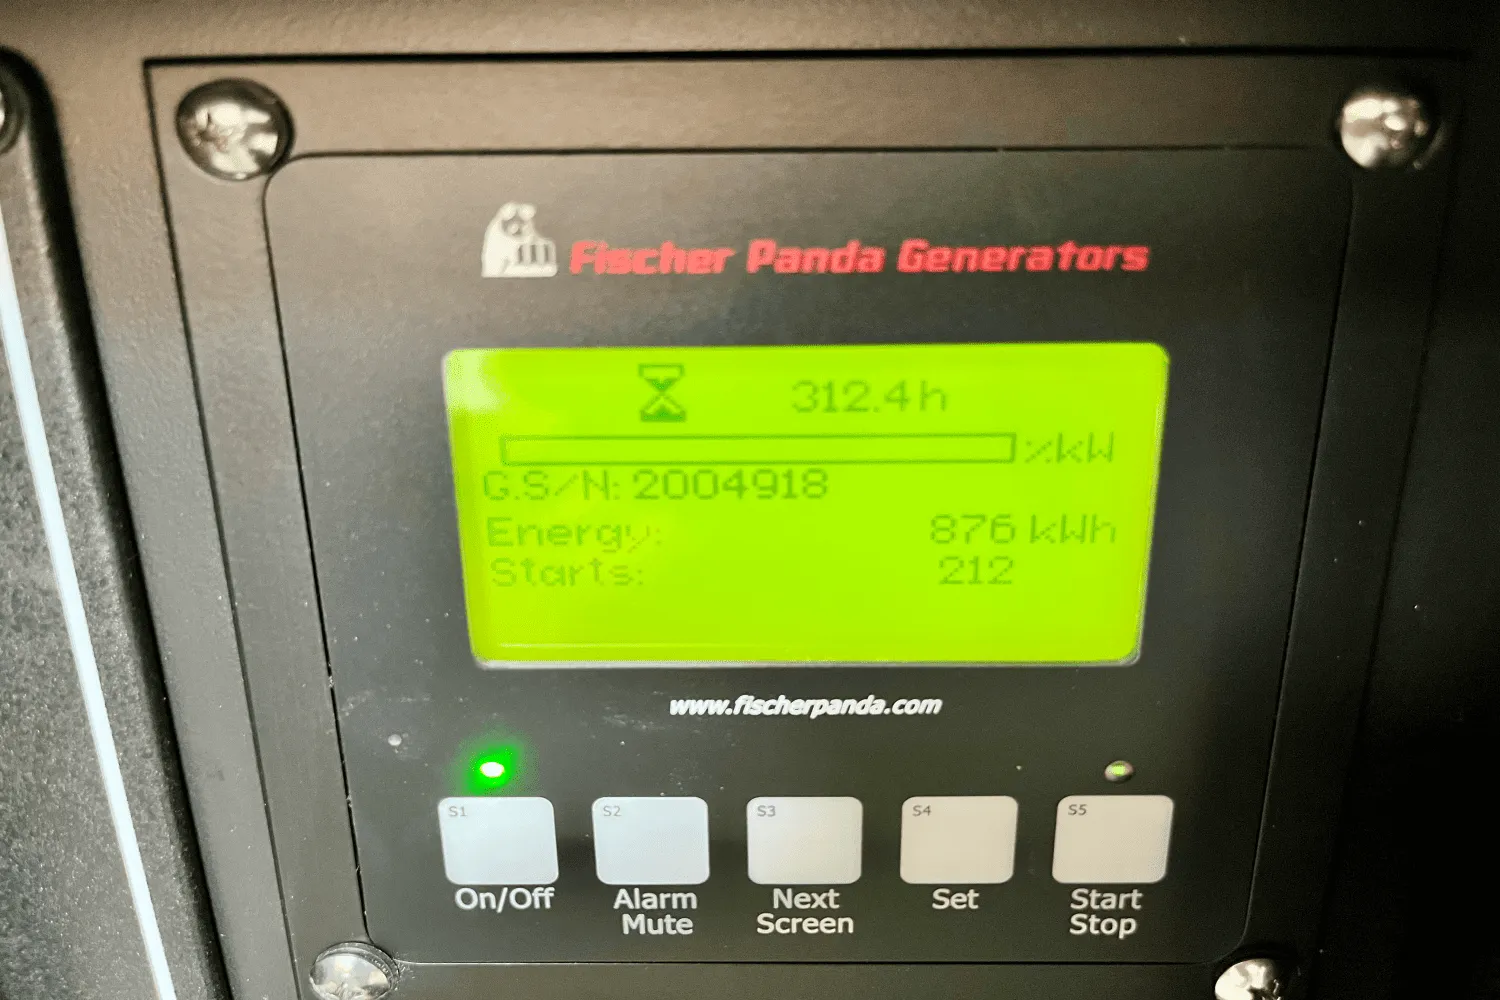 Fischer Panda Generators
312.4 h
%kW
G.S/N: 2004918
Energy: 876 kWh
Starts: 212
www.fischerpanda.com
S1 S2 S3 S4 S5
On/Off Alarm Mute Next Screen Set Start Stop